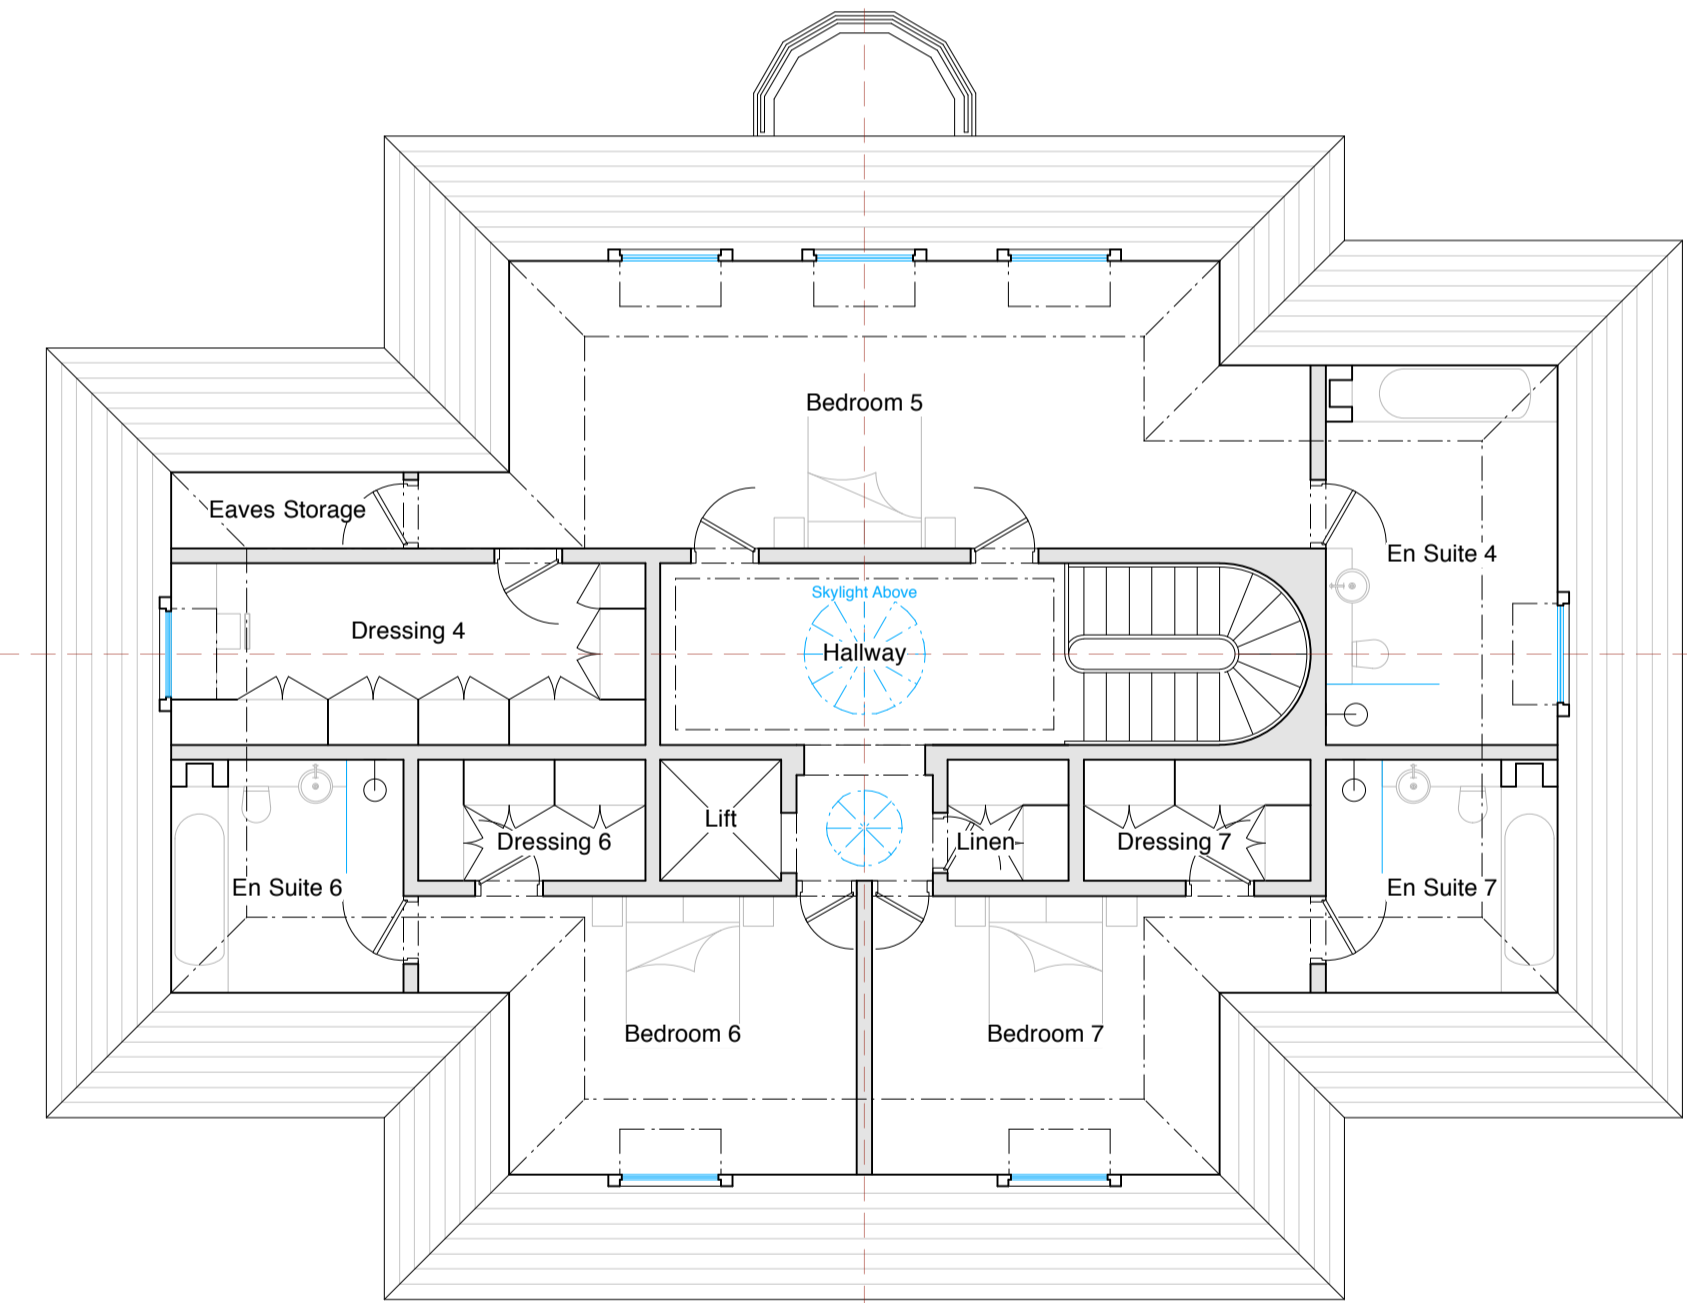 Bedroom 5
Eaves Storage
En Suite 4
Skylight Above
Dressing 4
Hallway
Lift
Dressing 6
Linen
Dressing 7
En Suite 6
En Suite 7
Bedroom 6
Bedroom 7